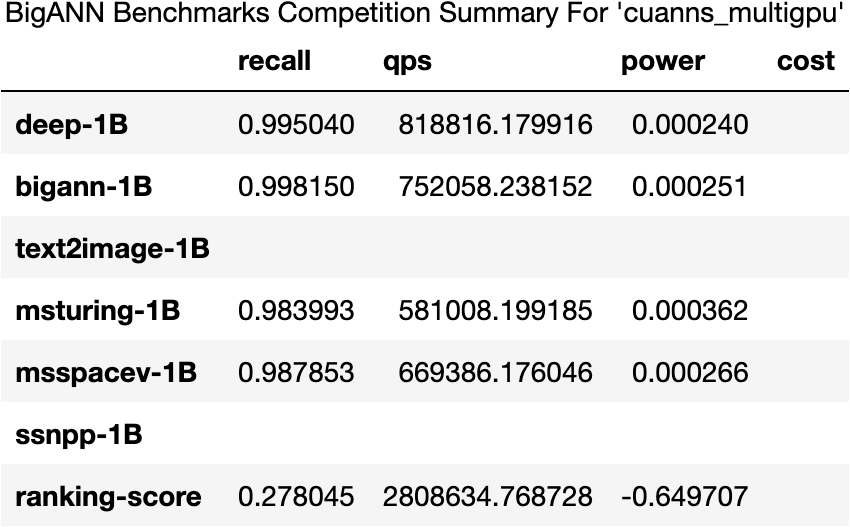 BigANN Benchmarks Competition Summary For 'cuanns_multigpu'
recall qps power cost
deep-1B 0.995040 818816.179916 0.000240
bigann-1B 0.998150 752058.238152 0.000251
text2image-1B
msturing-1B 0.983993 581008.199185 0.000362
msspacev-1B 0.987853 669386.176046 0.000266
ssnpp-1B
ranking-score 0.278045 2808634.768728 -0.649707